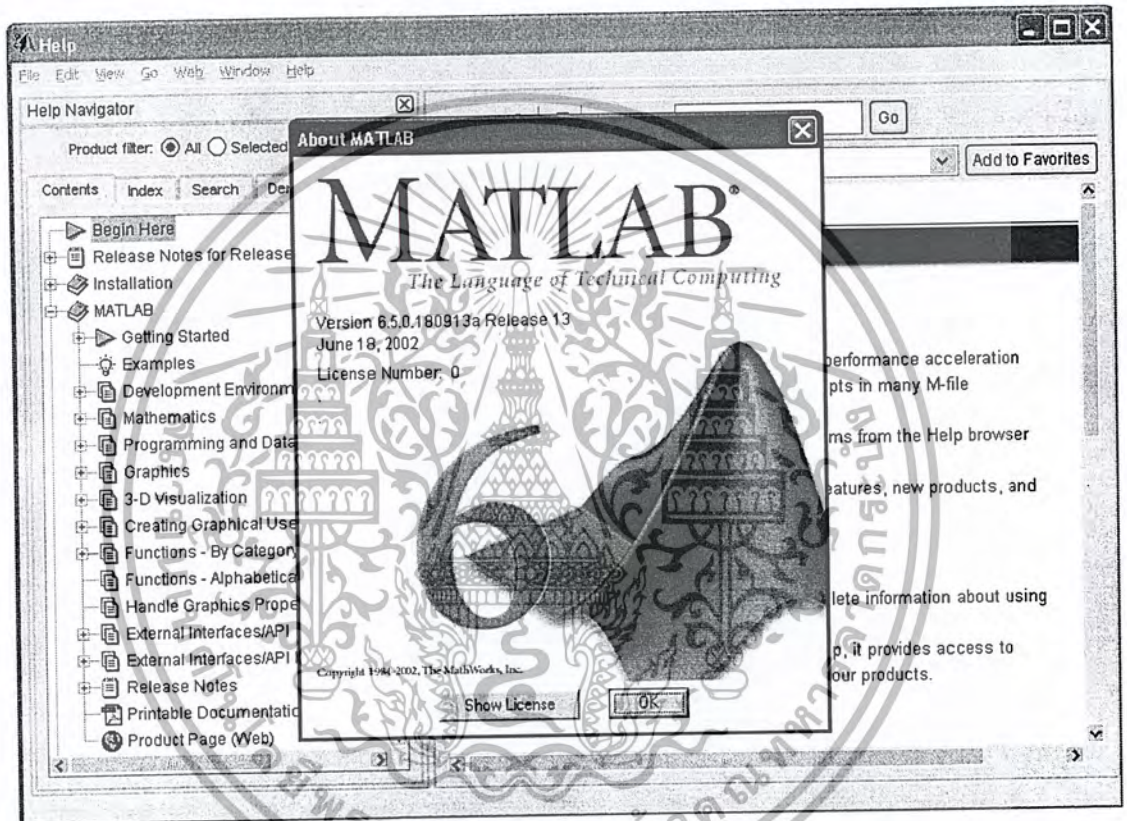 Help
File Edit View Go Web Window Help
Help Navigator
Product filter: All Selected
Contents Index Search
Begin Here
Release Notes for Release
Installation
MATLAB
Getting Started
Examples
Development Environm
Mathematics
Programming and Data
Graphics
3-D Visualization
Creating Graphical Use
Functions - By Category
Functions - Alphabetica
Handle Graphics Prope
External Interfaces/API
External Interfaces/API
Release Notes
Printable Documentatio
Product Page (Web)
Go
Add to Favorites
About MATLAB
MATLAB®
The Language of Technical Computing
Version 6.5.0.180913a Release 13
June 18, 2002
License Number: 0
6
Copyright 1984-2002, The MathWorks, Inc.
Show License OK
performance acceleration
pts in many M-file
ms from the Help browser
eatures, new products, and
lete information about using
p, it provides access to
our products.